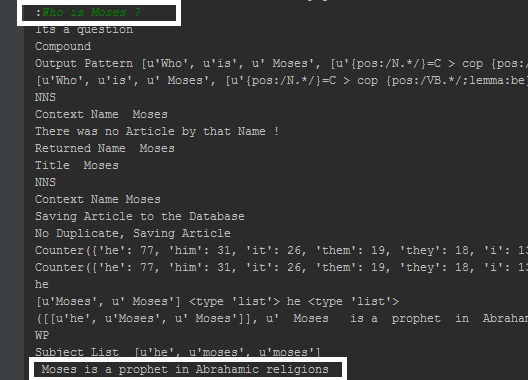 :Who is Moses ?
Its a question
Compound
Output Pattern [u'Who', u'is', u' Moses', [u'{pos:/N.*/}=C > cop {pos:/
[u'Who', u'is', u' Moses', u'{pos:/N.*/}=C > cop {pos:/VB.*/;lemma:be}
NNS
Context Name  Moses
There was no Article by that Name !
Returned Name  Moses
Title  Moses
NNS
Context Name Moses
Saving Article to the Database
No Duplicate, Saving Article
Counter({'he': 77, 'him': 31, 'it': 26, 'them': 19, 'they': 18, 'i': 13
Counter({'he': 77, 'him': 31, 'it': 26, 'them': 19, 'they': 18, 'i': 13
he
[u'Moses', u' Moses'] <type 'list'> he <type 'list'>
([[u'he', u'Moses', u' Moses']], u'  Moses   is a  prophet  in  Abraham
WP
Subject List  [u'he', u'moses', u'moses']
Moses is a prophet in Abrahamic religions